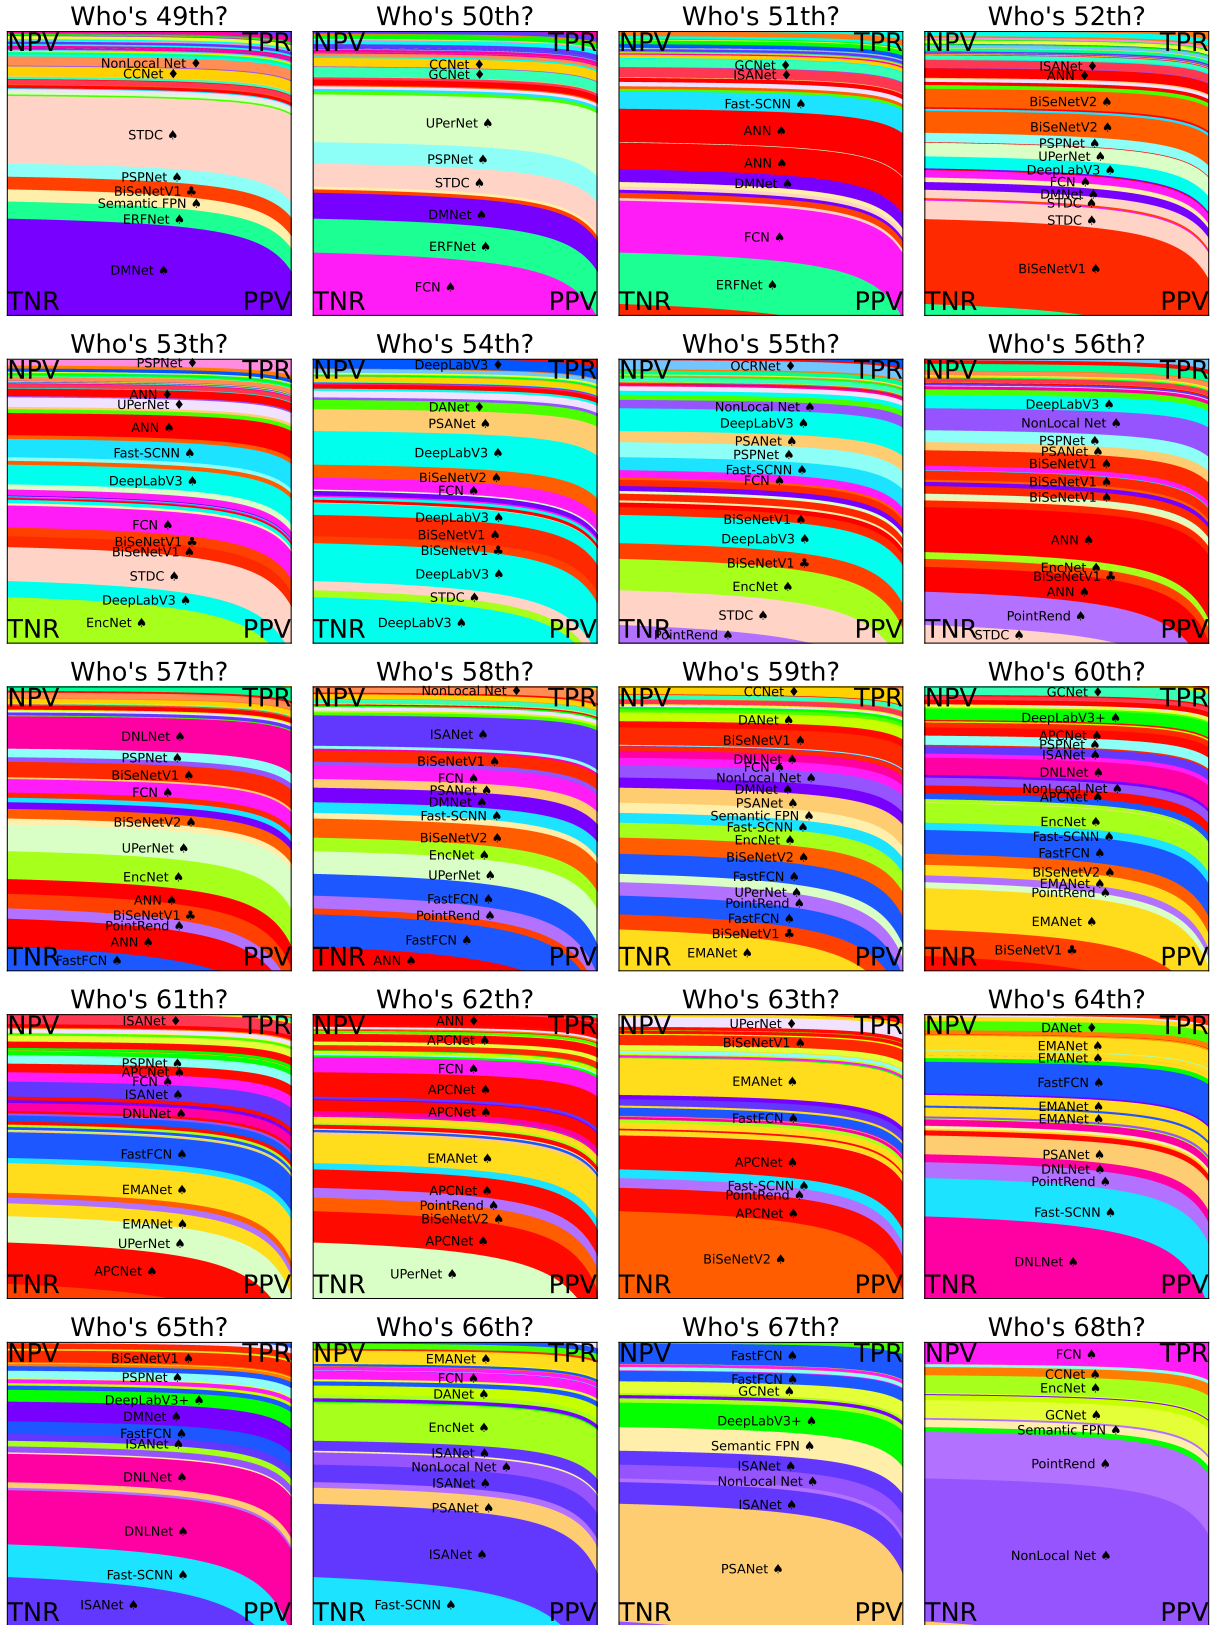 Who's 49th?
NPV TPR
NonLocal Net ♦
CCNet ♦
STDC ♠
PSPNet ♠
BiSeNetV1 ♣
Semantic FPN ♠
ERFNet ♠
DMNet ♠
TNR PPV
Who's 50th?
NPV TPR
CCNet ♦
GCNet ♦
UPerNet ♠
PSPNet ♠
STDC ♠
DMNet ♠
ERFNet ♠
FCN ♠
TNR PPV
Who's 51th?
NPV TPR
GCNet ♦
ISANet ♦
Fast-SCNN ♠
ANN ♠
ANN ♠
DMNet ♠
FCN ♠
ERFNet ♠
TNR PPV
Who's 52th?
NPV TPR
ISANet ♦
ANN ♦
BiSeNetV2 ♠
BiSeNetV2 ♠
PSPNet ♠
UPerNet ♠
DeepLabV3 ♠
FCN ♠
DMNet ♠
STDC ♠
STDC ♠
BiSeNetV1 ♠
TNR PPV
Who's 53th?
PSPNet ♦
NPV TPR
ANN ♦
UPerNet ♦
ANN ♠
Fast-SCNN ♠
DeepLabV3 ♠
FCN ♠
BiSeNetV1 ♣
BiSeNetV1 ♠
STDC ♠
DeepLabV3 ♠
EncNet ♠
TNR PPV
Who's 54th?
DeepLabV3 ♦
NPV TPR
DANet ♦
PSANet ♠
DeepLabV3 ♠
BiSeNetV2 ♠
FCN ♠
DeepLabV3 ♠
BiSeNetV1 ♠
BiSeNetV1 ♣
DeepLabV3 ♠
STDC ♠
DeepLabV3 ♠
TNR PPV
Who's 55th?
OCRNet ♦
NPV TPR
NonLocal Net ♠
DeepLabV3 ♠
PSANet ♠
PSPNet ♠
Fast-SCNN ♠
FCN ♠
BiSeNetV1 ♠
DeepLabV3 ♠
BiSeNetV1 ♣
EncNet ♠
STDC ♠
TNR PPV
PointRend ♠
Who's 56th?
NPV TPR
DeepLabV3 ♠
NonLocal Net ♠
PSPNet ♠
PSANet ♠
BiSeNetV1 ♠
BiSeNetV1 ♠
BiSeNetV1 ♠
ANN ♠
EncNet ♠
BiSeNetV1 ♣
ANN ♠
PointRend ♠
TNR PPV
STDC ♠
Who's 57th?
NPV TPR
DNLNet ♠
PSPNet ♠
BiSeNetV1 ♠
FCN ♠
BiSeNetV2 ♠
UPerNet ♠
EncNet ♠
ANN ♠
BiSeNetV1 ♣
PointRend ♠
ANN ♠
TNR PPV
FastFCN ♠
Who's 58th?
NonLocal Net ♦
NPV TPR
ISANet ♠
BiSeNetV1 ♠
FCN ♠
PSANet ♠
DMNet ♠
Fast-SCNN ♠
BiSeNetV2 ♠
EncNet ♠
UPerNet ♠
FastFCN ♠
PointRend ♠
FastFCN ♠
TNR PPV
ANN ♠
Who's 59th?
CCNet ♦
NPV TPR
DANet ♠
BiSeNetV1 ♠
DNLNet ♠
FCN ♠
NonLocal Net ♠
DMNet ♠
PSANet ♠
Semantic FPN ♠
Fast-SCNN ♠
EncNet ♠
BiSeNetV2 ♠
FastFCN ♠
UPerNet ♠
PointRend ♠
FastFCN ♠
BiSeNetV1 ♣
EMANet ♠
TNR PPV
Who's 60th?
GCNet ♦
NPV TPR
DeepLabV3+ ♠
APCNet ♠
PSPNet ♠
ISANet ♠
DNLNet ♠
NonLocal Net ♠
APCNet ♠
EncNet ♠
Fast-SCNN ♠
FastFCN ♠
BiSeNetV2 ♠
EMANet ♠
PointRend ♠
EMANet ♠
BiSeNetV1 ♣
TNR PPV
Who's 61th?
ISANet ♦
NPV TPR
PSPNet ♠
APCNet ♠
FCN ♠
ISANet ♠
DNLNet ♠
FastFCN ♠
EMANet ♠
EMANet ♠
UPerNet ♠
APCNet ♠
TNR PPV
Who's 62th?
ANN ♦
NPV TPR
APCNet ♠
FCN ♠
APCNet ♠
APCNet ♠
EMANet ♠
APCNet ♠
PointRend ♠
BiSeNetV2 ♠
APCNet ♠
UPerNet ♠
TNR PPV
Who's 63th?
UPerNet ♦
NPV TPR
BiSeNetV1 ♠
EMANet ♠
FastFCN ♠
APCNet ♠
Fast-SCNN ♠
PointRend ♠
APCNet ♠
BiSeNetV2 ♠
TNR PPV
Who's 64th?
NPV TPR
DANet ♦
EMANet ♠
EMANet ♠
FastFCN ♠
EMANet ♠
EMANet ♠
PSANet ♠
DNLNet ♠
PointRend ♠
Fast-SCNN ♠
DNLNet ♠
TNR PPV
Who's 65th?
NPV TPR
BiSeNetV1 ♠
PSPNet ♠
DeepLabV3+ ♠
DMNet ♠
FastFCN ♠
ISANet ♠
DNLNet ♠
DNLNet ♠
Fast-SCNN ♠
ISANet ♠
TNR PPV
Who's 66th?
NPV TPR
EMANet ♠
FCN ♠
DANet ♠
EncNet ♠
ISANet ♠
NonLocal Net ♠
ISANet ♠
PSANet ♠
ISANet ♠
Fast-SCNN ♠
TNR PPV
Who's 67th?
NPV TPR
FastFCN ♠
FastFCN ♠
GCNet ♠
DeepLabV3+ ♠
Semantic FPN ♠
ISANet ♠
NonLocal Net ♠
ISANet ♠
PSANet ♠
TNR PPV
Who's 68th?
NPV TPR
FCN ♠
CCNet ♠
EncNet ♠
GCNet ♠
Semantic FPN ♠
PointRend ♠
NonLocal Net ♠
TNR PPV